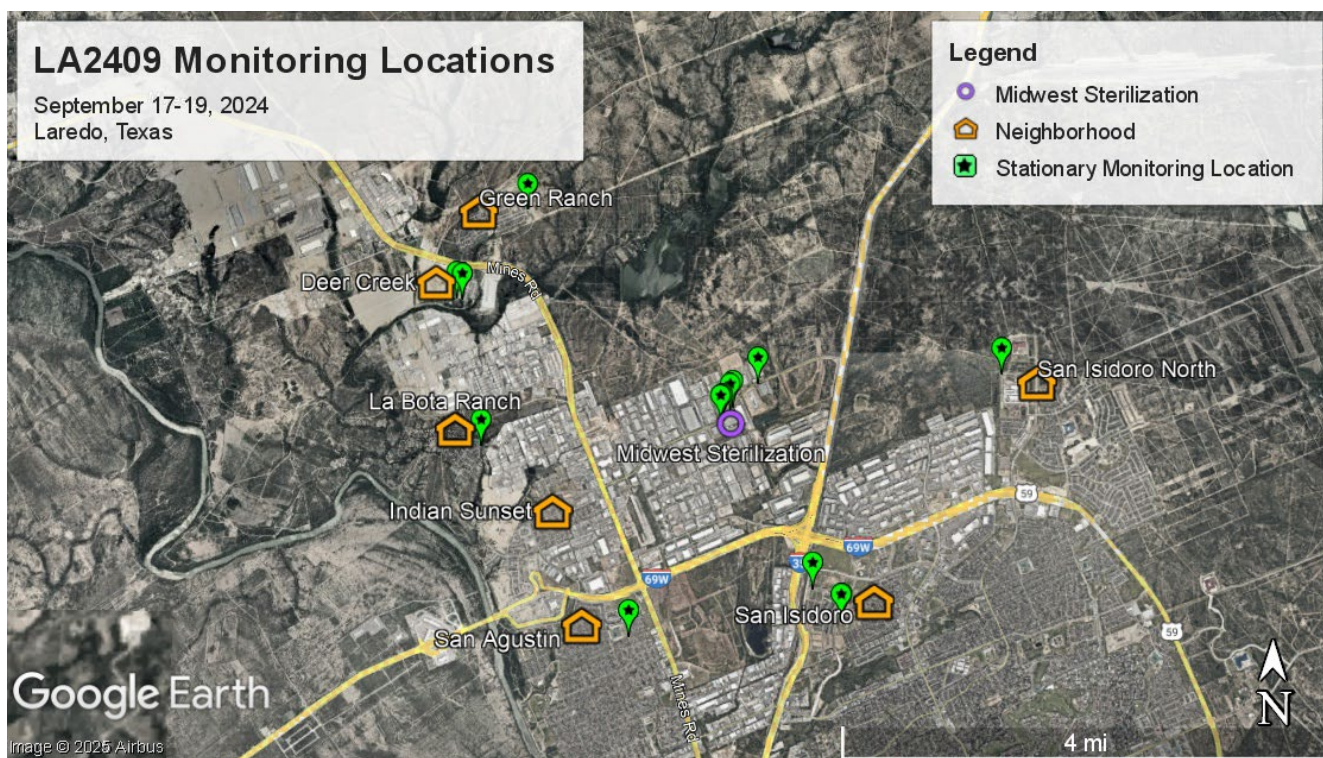 LA2409 Monitoring Locations
September 17-19, 2024
Laredo, Texas
Legend
Midwest Sterilization
Neighborhood
Stationary Monitoring Location
Green Ranch
Deer Creek
Mines Rd
San Isidoro North
La Bota Ranch
Midwest Sterilization
59
Indian Sunset
69W
69W
San Isidoro
59
San Agustin
Mines Rd
Google Earth
N
4 mi
Image © 2025 Airbus